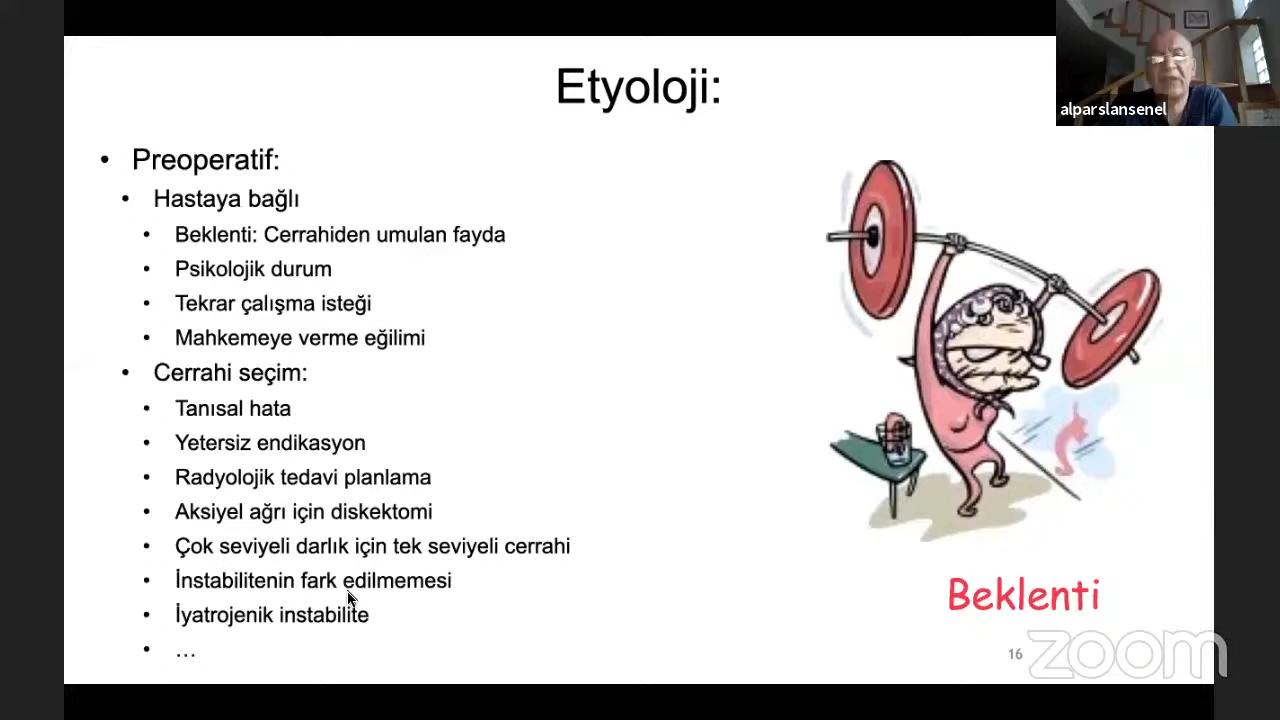 Etyoloji:
alparslansenel
• Preoperatif:
• Hastaya bağlı
• Beklenti: Cerrahiden umulan fayda
• Psikolojik durum
• Tekrar çalışma isteği
• Mahkemeye verme eğilimi
• Cerrahi seçim:
• Tanısal hata
• Yetersiz endikasyon
• Radyolojik tedavi planlama
• Aksiyel ağrı için diskektomi
• Çok seviyeli darlık için tek seviyeli cerrahi
• İnstabilitenin fark edilmemesi
• İyatrojenik instabilite
• …
Beklenti
16
zoom